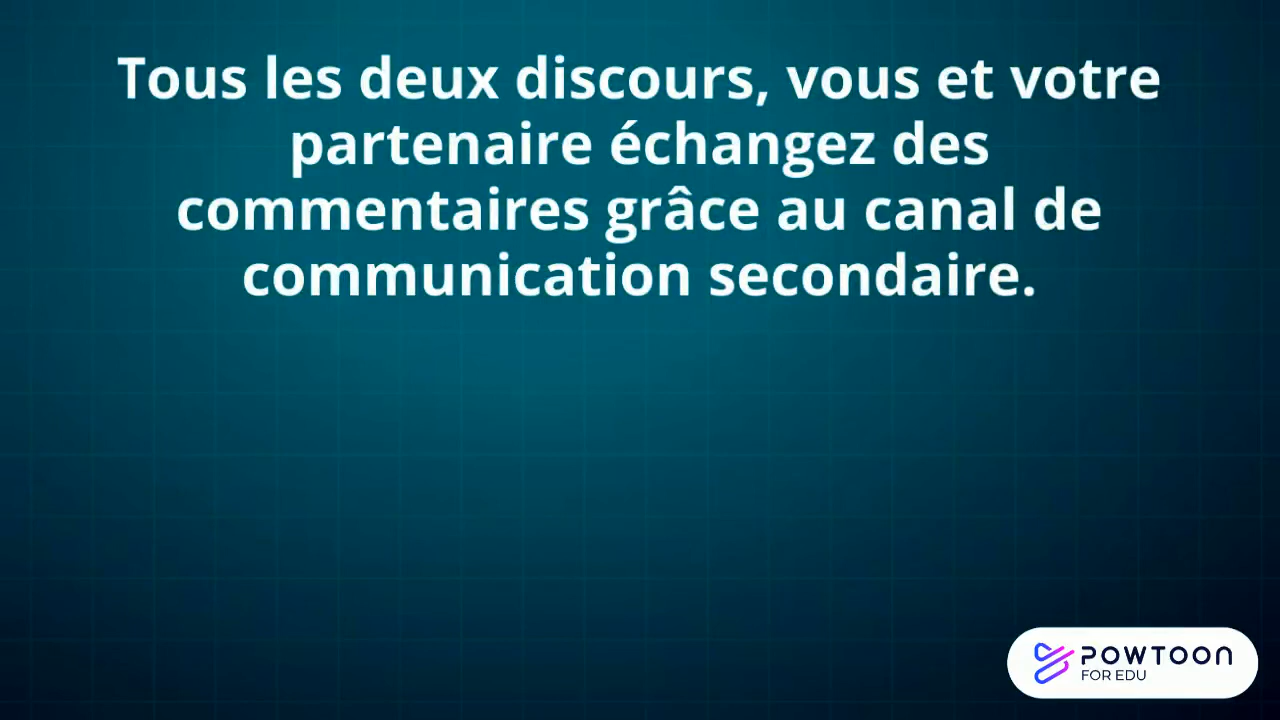 Tous les deux discours, vous et votre
partenaire échangez des
commentaires grâce au canal de
communication secondaire.
POWTOON
FOR EDU